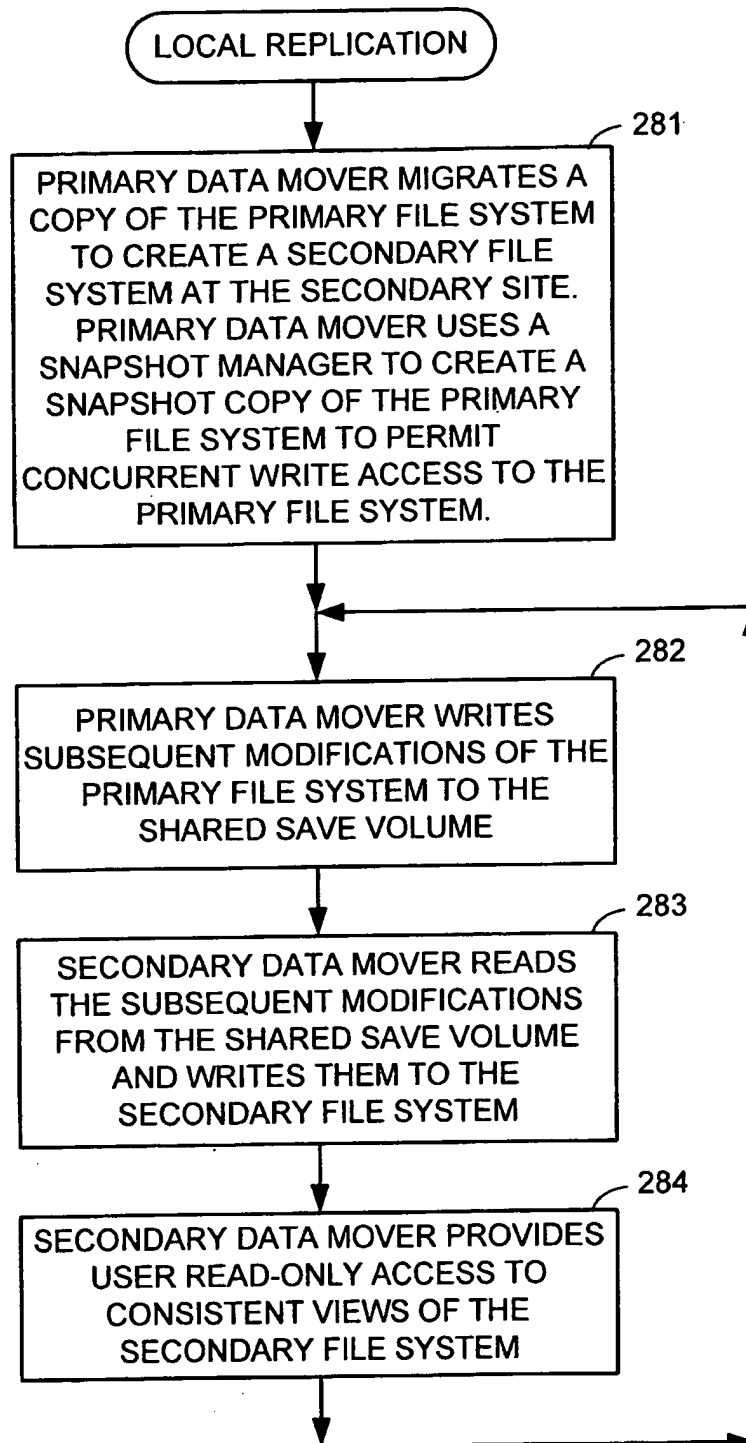 LOCAL REPLICATION
281
PRIMARY DATA MOVER MIGRATES A
COPY OF THE PRIMARY FILE SYSTEM
TO CREATE A SECONDARY FILE
SYSTEM AT THE SECONDARY SITE.
PRIMARY DATA MOVER USES A
SNAPSHOT MANAGER TO CREATE A
SNAPSHOT COPY OF THE PRIMARY
FILE SYSTEM TO PERMIT
CONCURRENT WRITE ACCESS TO THE
PRIMARY FILE SYSTEM.
282
PRIMARY DATA MOVER WRITES
SUBSEQUENT MODIFICATIONS OF THE
PRIMARY FILE SYSTEM TO THE
SHARED SAVE VOLUME
283
SECONDARY DATA MOVER READS
THE SUBSEQUENT MODIFICATIONS
FROM THE SHARED SAVE VOLUME
AND WRITES THEM TO THE
SECONDARY FILE SYSTEM
284
SECONDARY DATA MOVER PROVIDES
USER READ-ONLY ACCESS TO
CONSISTENT VIEWS OF THE
SECONDARY FILE SYSTEM